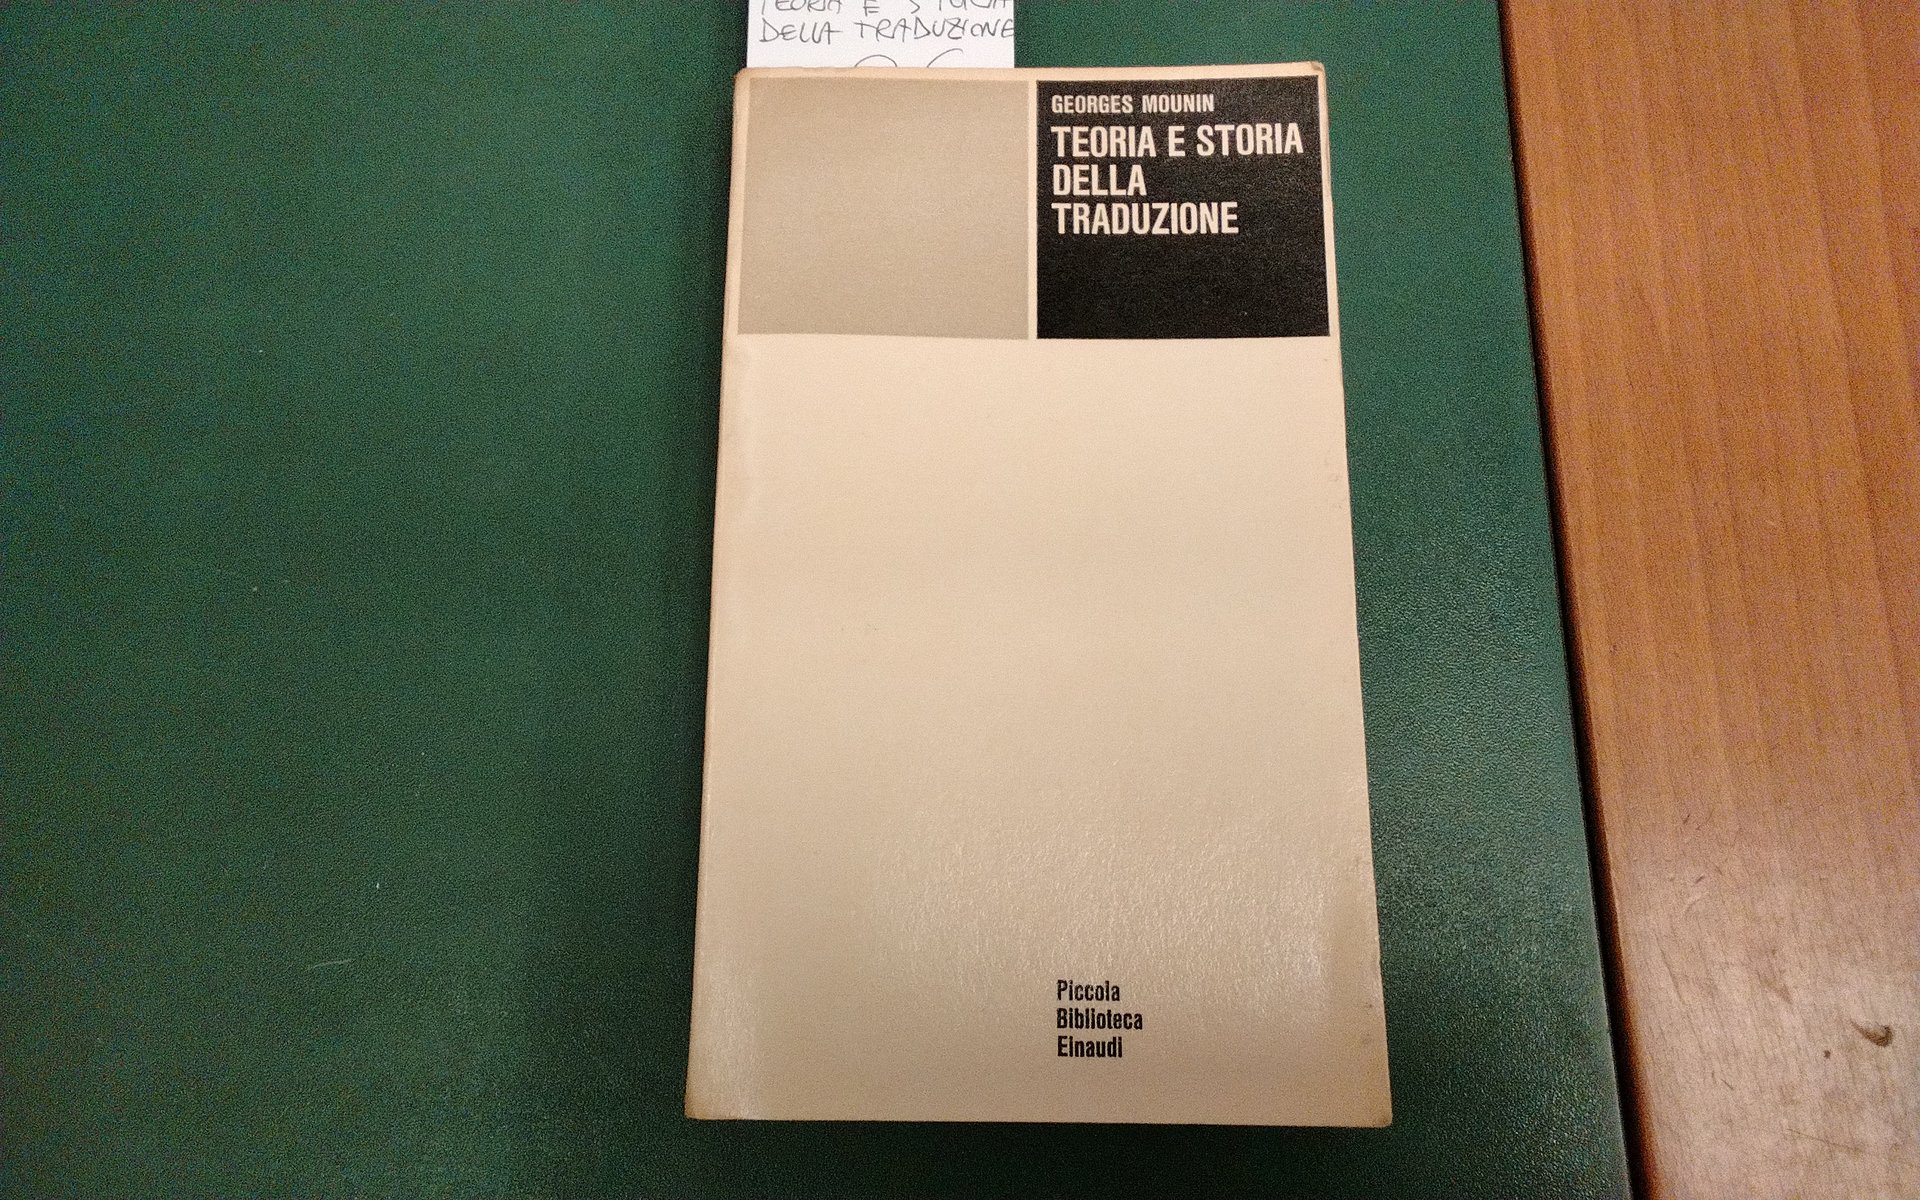 TEORIA E STORIA
DELLA TRADUZIONE
GEORGES MOUNIN
TEORIA E STORIA
DELLA
TRADUZIONE
Piccola
Biblioteca
Einaudi